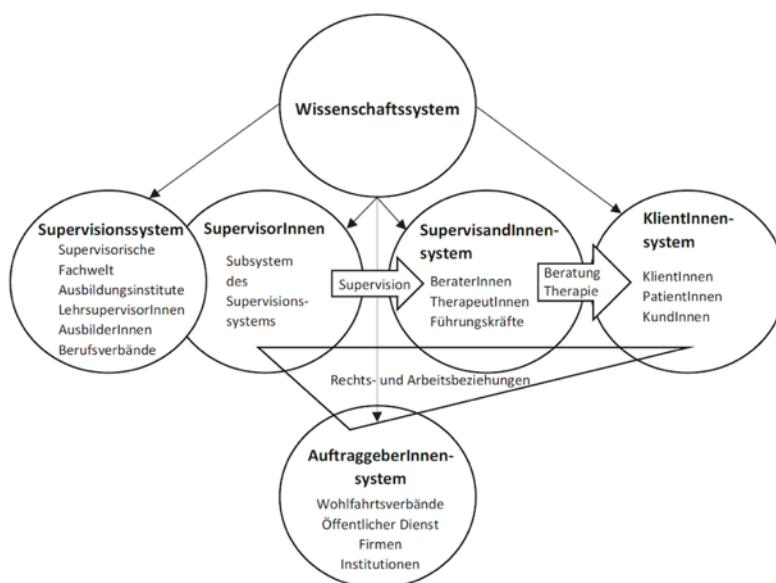 Wissenschaftssystem
Supervisionssystem
Supervisorische
Fachwelt
Ausbildungsinstitute
LehrsupervisorInnen
AusbilderInnen
Berufsverbände
SupervisorInnen
Subsystem
des
Supervisions-
systems
Supervision
SupervisandInnen-
system
BeraterInnen
TherapeutInnen
Führungskräfte
Beratung
Therapie
KlientInnen-
system
KlientInnen
PatientInnen
KundInnen
Rechts- und Arbeitsbeziehungen
AuftraggeberInnen-
system
Wohlfahrtsverbände
Öffentlicher Dienst
Firmen
Institutionen